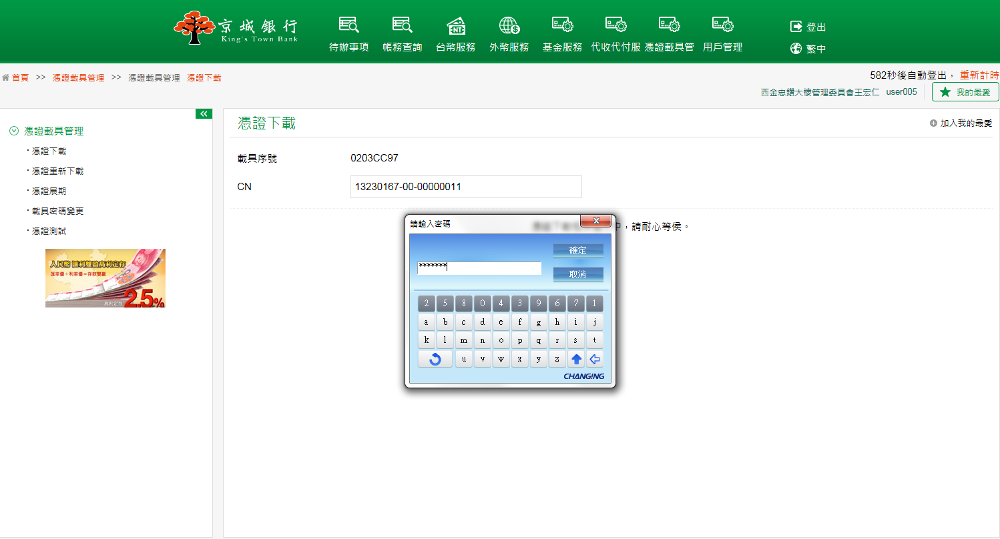 京城銀行
King's Town Bank
待辦事項
帳務查詢
台幣服務
外幣服務
基金服務
代收代付服
憑證載具管
用戶管理
登出
繁中
首頁 >> 憑證載具管理 >> 憑證載具管理 憑證下載
582秒後自動登出， 重新計時
西金忠鑽大樓管理委員會王宏仁 user005
我的最愛
憑證載具管理
·憑證下載
·憑證重新下載
·憑證展期
·載具密碼變更
·憑證測試
人民幣 匯利豐盈高利定存
匯率優+利率優=存款雙贏
高利定存 2.5%
憑證下載
加入我的最愛
載具序號 0203CC97
CN 13230167-00-00000011
中，請耐心等侯。
請輸入密碼
*******
確定
取消
2 5 8 0 4 3 9 6 7 1
a b c d e f g h i j
k l m n o p q r s t
u v w x y z
CHANGING